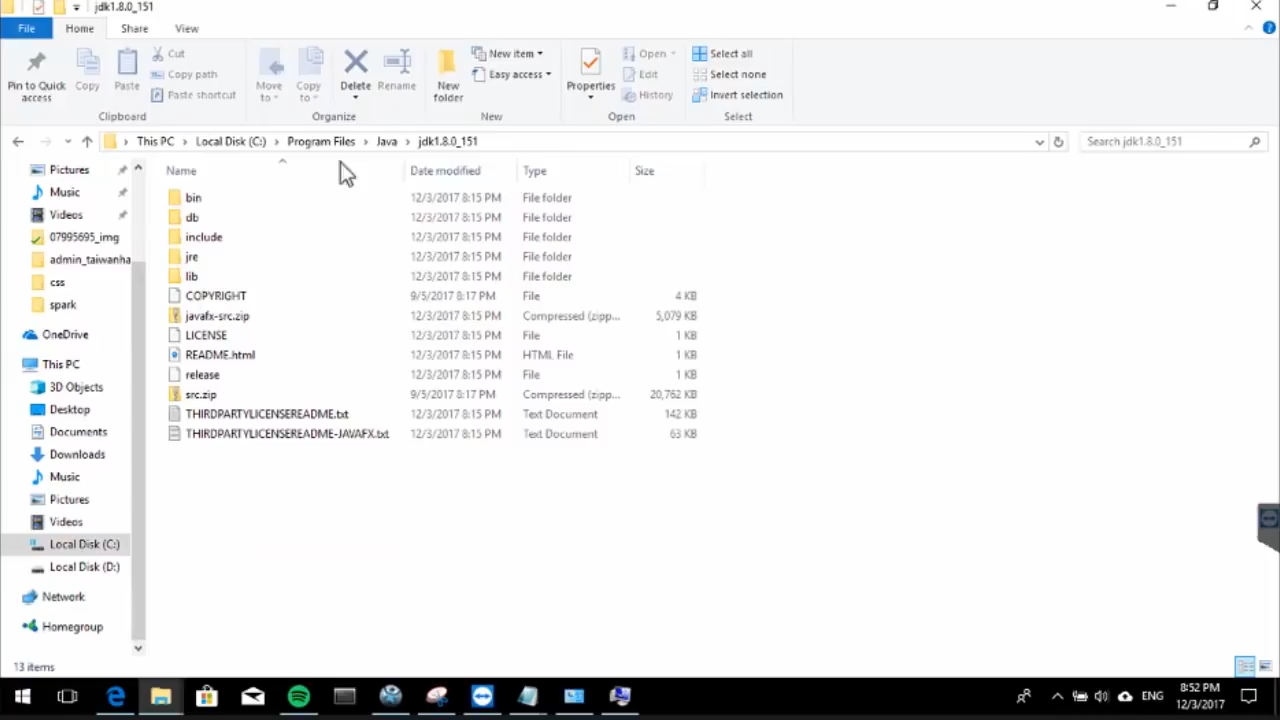 jdk1.8.0_151
File Home Share View
Pin to Quick access
Copy
Paste
Cut
Copy path
Paste shortcut
Clipboard
Move to
Copy to
Delete
Rename
Organize
New folder
New item
Easy access
New
Properties
Open
Edit
History
Open
Select all
Select none
Invert selection
Select
This PC > Local Disk (C:) > Program Files > Java > jdk1.8.0_151
Search jdk1.8.0_151
Pictures
Music
Videos
07995695_img
admin_taiwanha
css
spark
OneDrive
This PC
3D Objects
Desktop
Documents
Downloads
Music
Pictures
Videos
Local Disk (C:)
Local Disk (D:)
Network
Homegroup
Name Date modified Type Size
bin 12/3/2017 8:15 PM File folder
db 12/3/2017 8:15 PM File folder
include 12/3/2017 8:15 PM File folder
jre 12/3/2017 8:15 PM File folder
lib 12/3/2017 8:15 PM File folder
COPYRIGHT 9/5/2017 8:17 PM File 4 KB
javafx-src.zip 12/3/2017 8:15 PM Compressed (zipp... 5,079 KB
LICENSE 12/3/2017 8:15 PM File 1 KB
README.html 12/3/2017 8:15 PM HTML File 1 KB
release 12/3/2017 8:15 PM File 1 KB
src.zip 9/5/2017 8:17 PM Compressed (zipp... 20,762 KB
THIRDPARTYLICENSEREADME.txt 12/3/2017 8:15 PM Text Document 142 KB
THIRDPARTYLICENSEREADME-JAVAFX.txt 12/3/2017 8:15 PM Text Document 63 KB
13 items
ENG
8:52 PM
12/3/2017